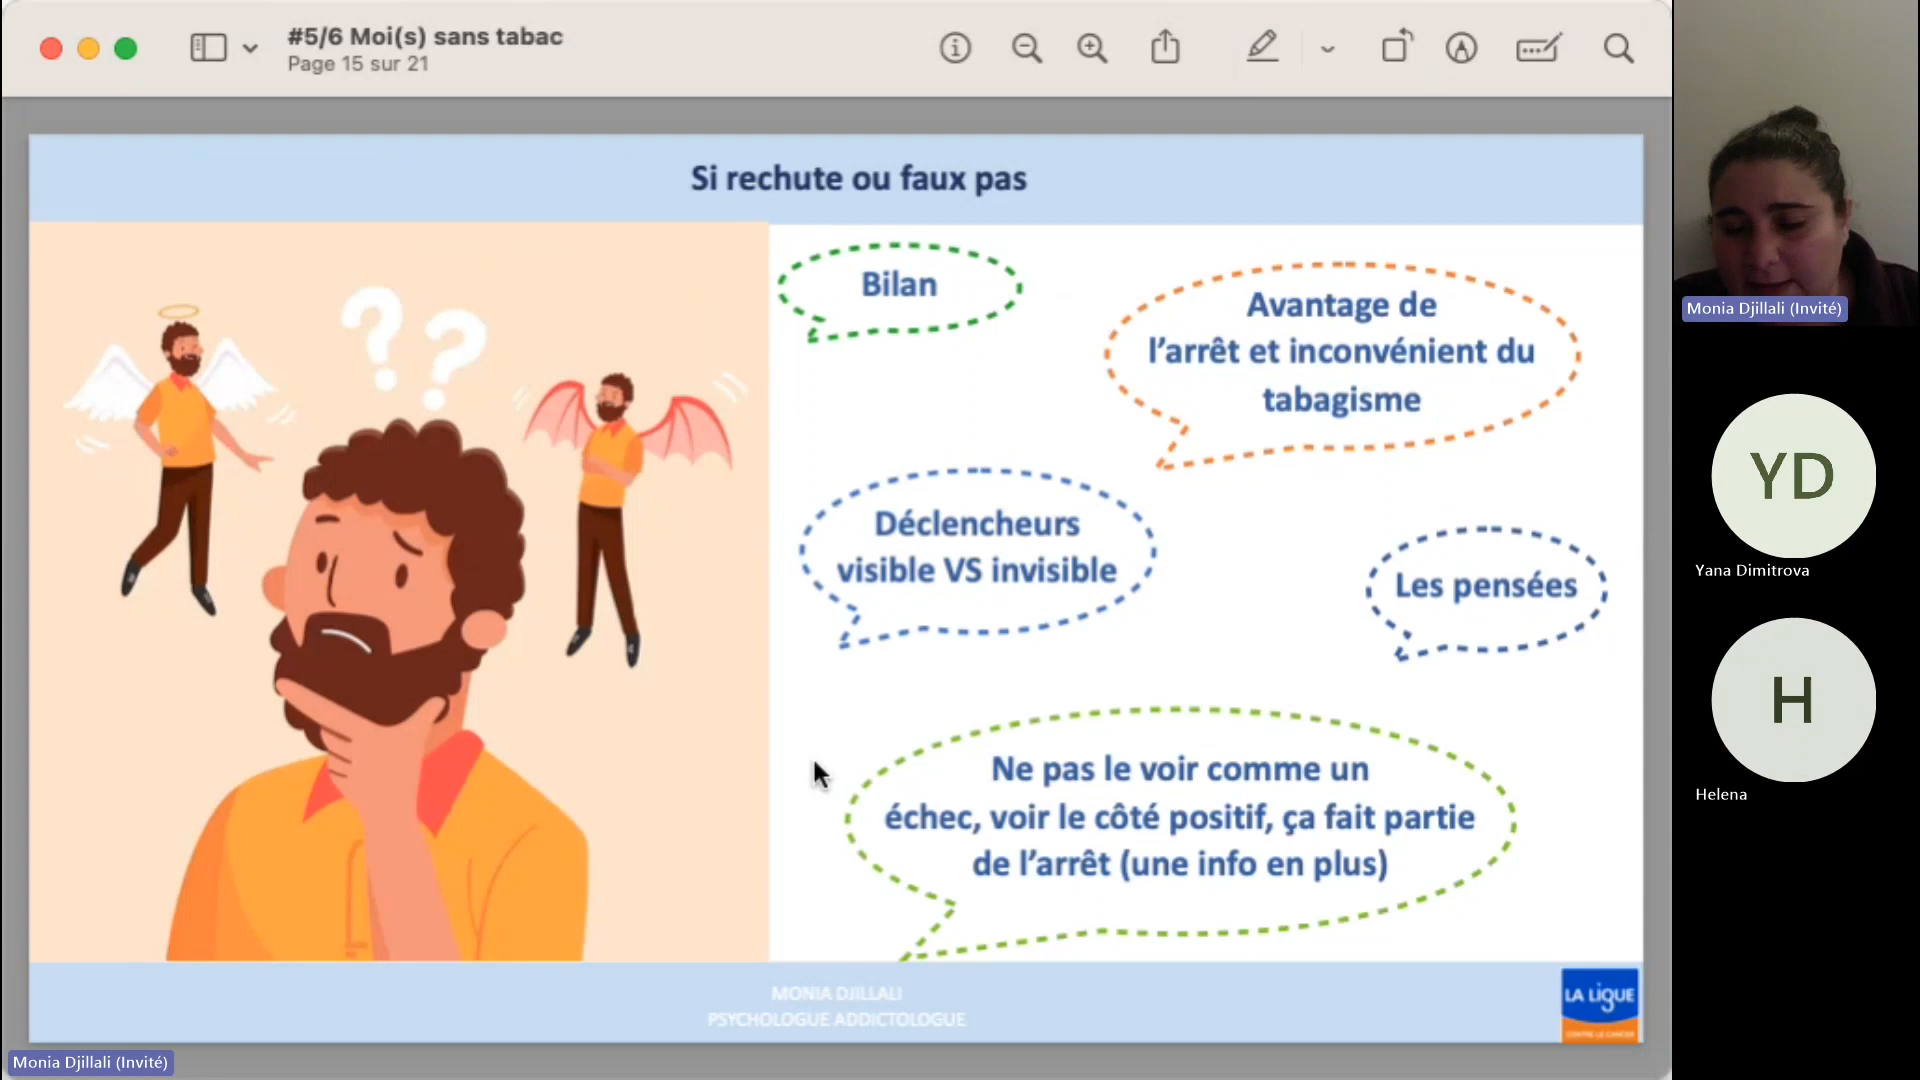 #5/6 Moi(s) sans tabac
Page 15 sur 21
Si rechute ou faux pas
??
Bilan
Avantage de
l'arrêt et inconvénient du
tabagisme
Déclencheurs
visible VS invisible
Les pensées
Ne pas le voir comme un
échec, voir le côté positif, ça fait partie
de l'arrêt (une info en plus)
MONIA DJILLALI
PSYCHOLOGUE ADDICTOLOGUE
LA LIGUE
CONTRE LE CANCER
Monia Djillali (Invité)
Monia Djillali (Invité)
YD
Yana Dimitrova
H
Helena